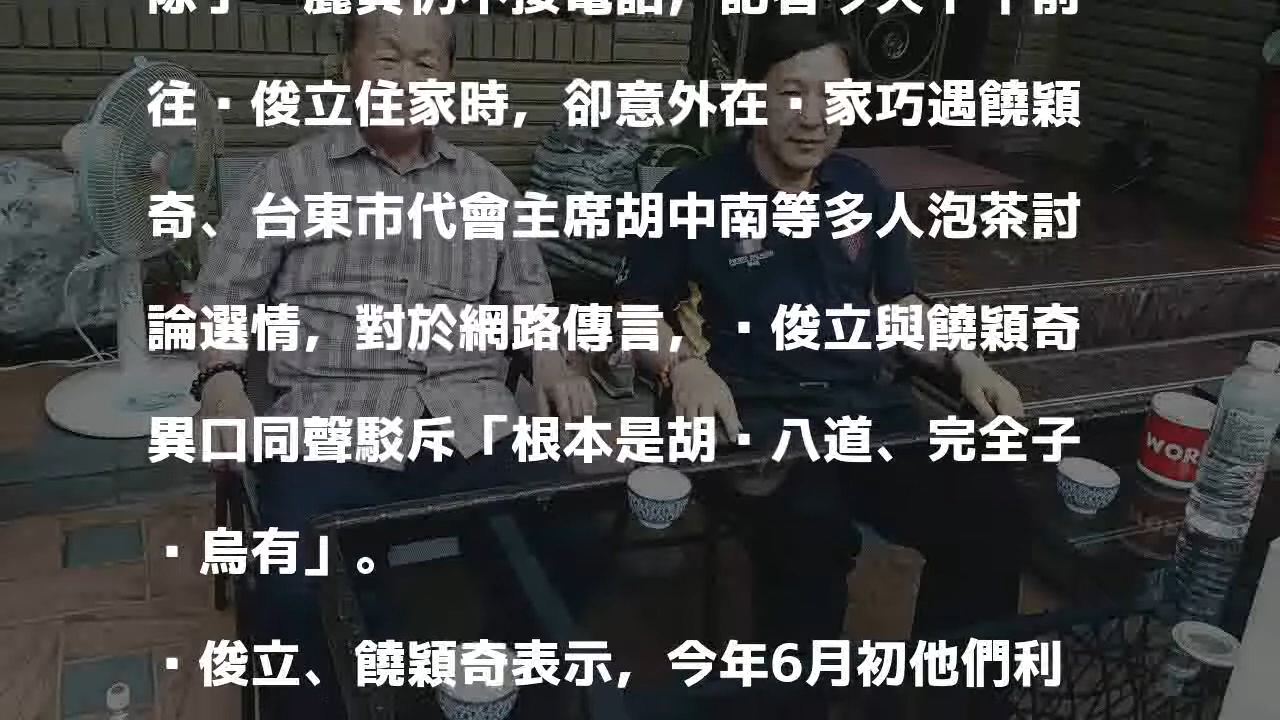 往▪俊立住家時，卻意外在▪家巧遇饒穎
奇、台東市代會主席胡中南等多人泡茶討
論選情，對於網路傳言，▪俊立與饒穎奇
異口同聲駁斥「根本是胡▪八道、完全子
▪烏有」。
▪俊立、饒穎奇表示，今年6月初他們利
WOR